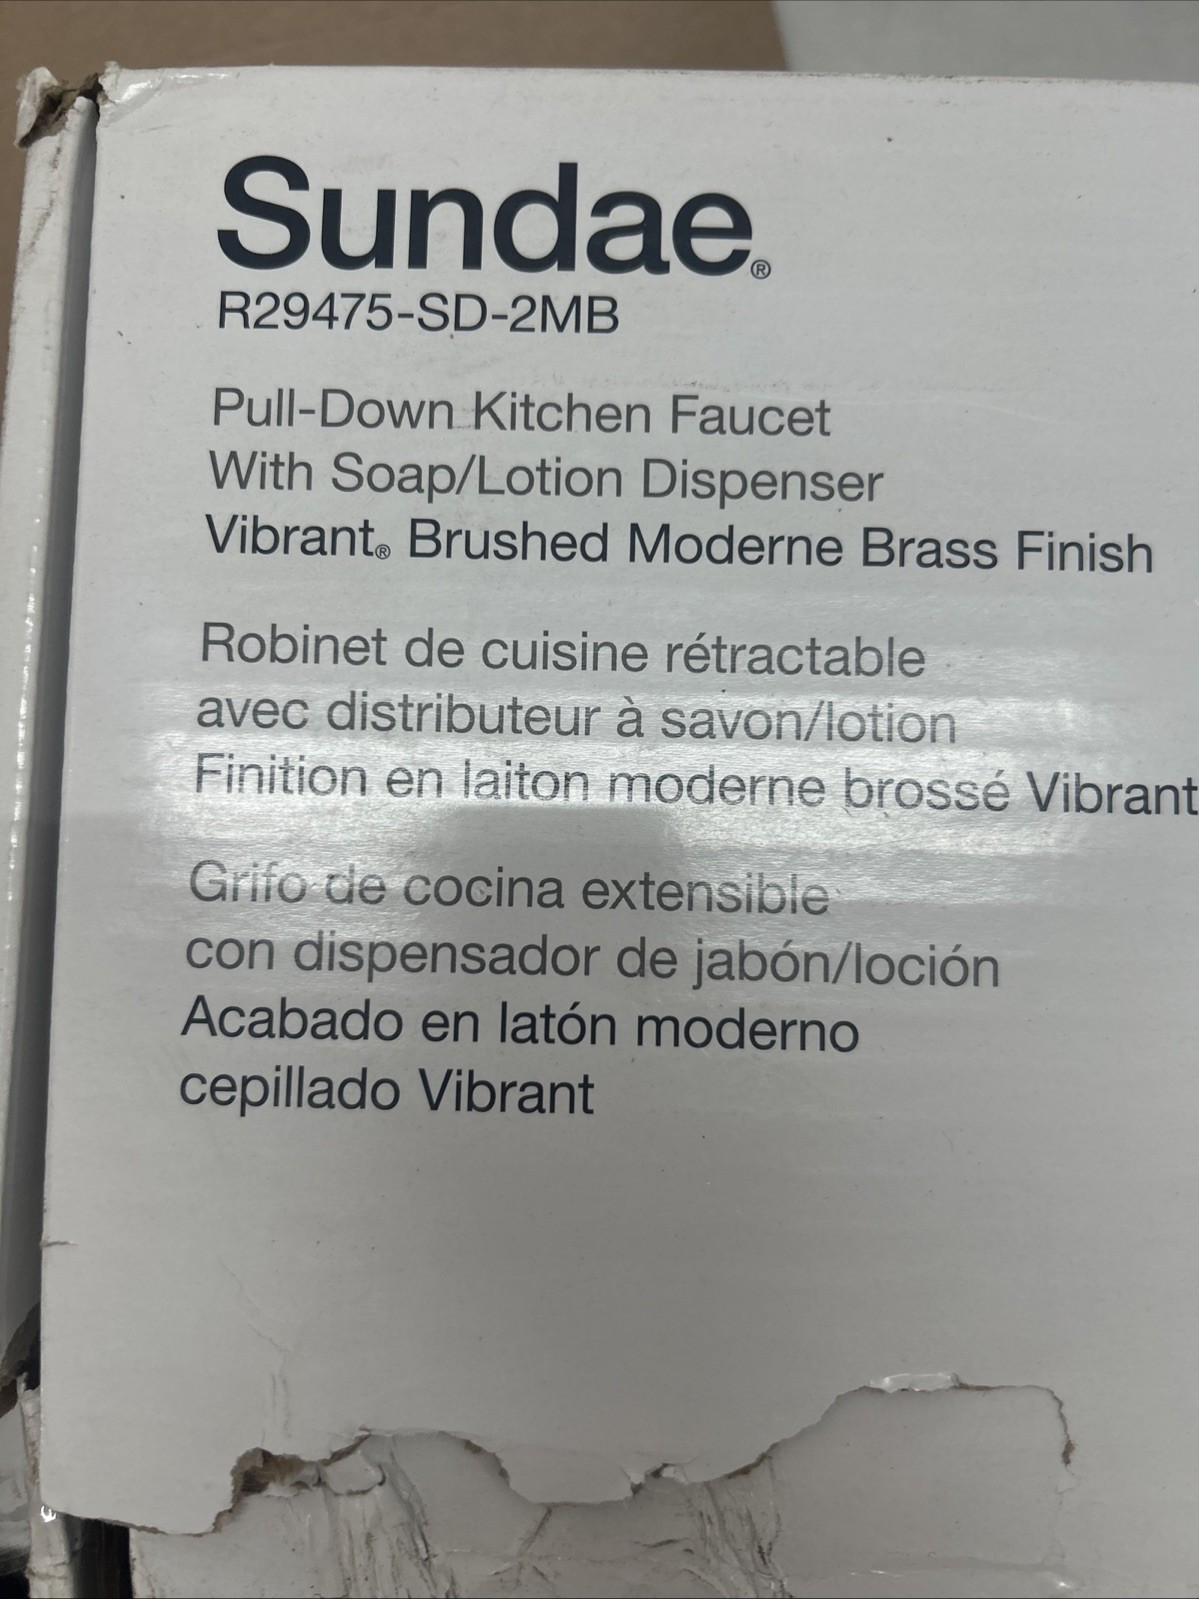 Sundae®
R29475-SD-2MB
Pull-Down Kitchen Faucet
With Soap/Lotion Dispenser
Vibrant® Brushed Moderne Brass Finish
Robinet de cuisine rétractable
avec distributeur à savon/lotion
Finition en laiton moderne brossé Vibrant
Grifo de cocina extensible
con dispensador de jabón/loción
Acabado en latón moderno
cepillado Vibrant